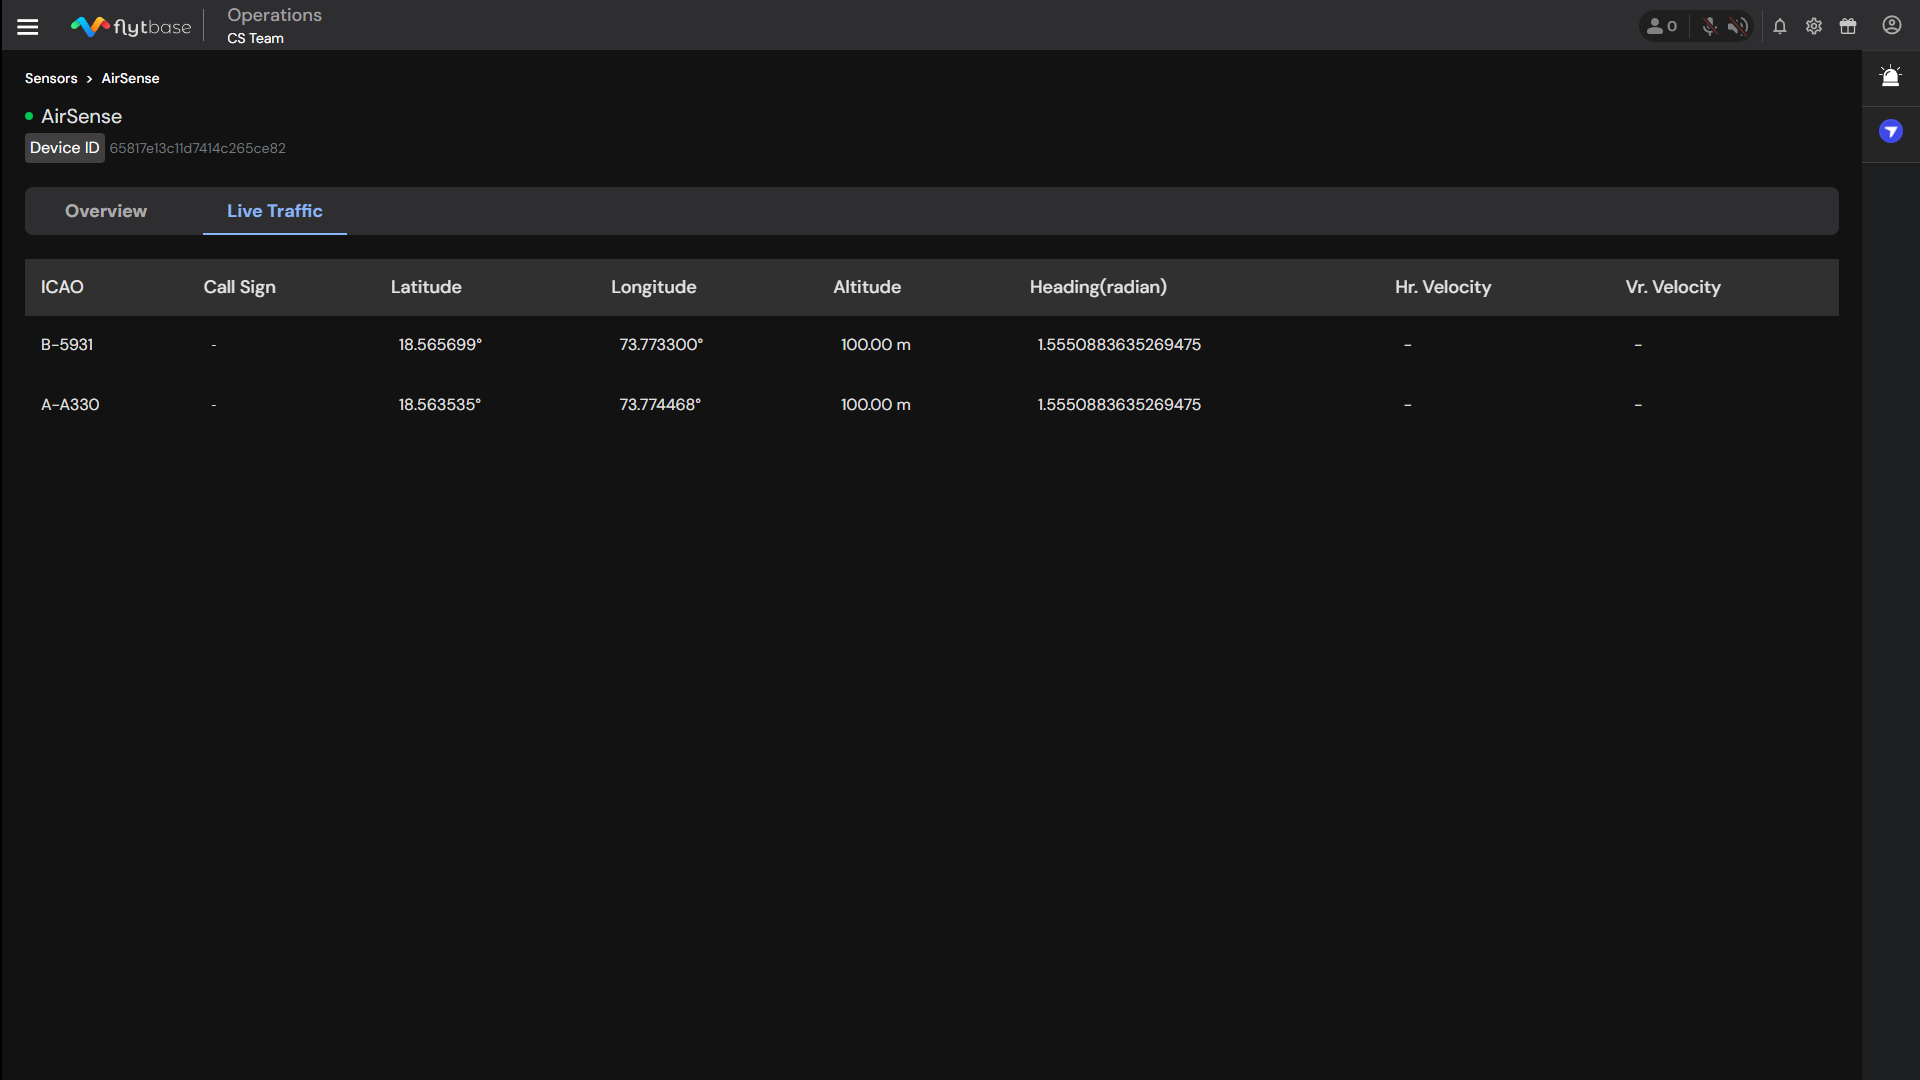 flytbase
Operations
CS Team
0
Sensors > AirSense
AirSense
Device ID 65817e13c11d7414c265ce82
Overview Live Traffic
ICAO Call Sign Latitude Longitude Altitude Heading(radian) Hr. Velocity Vr. Velocity
B-5931 - 18.565699° 73.773300° 100.00 m 1.5550883635269475 - -
A-A330 - 18.563535° 73.774468° 100.00 m 1.5550883635269475 - -